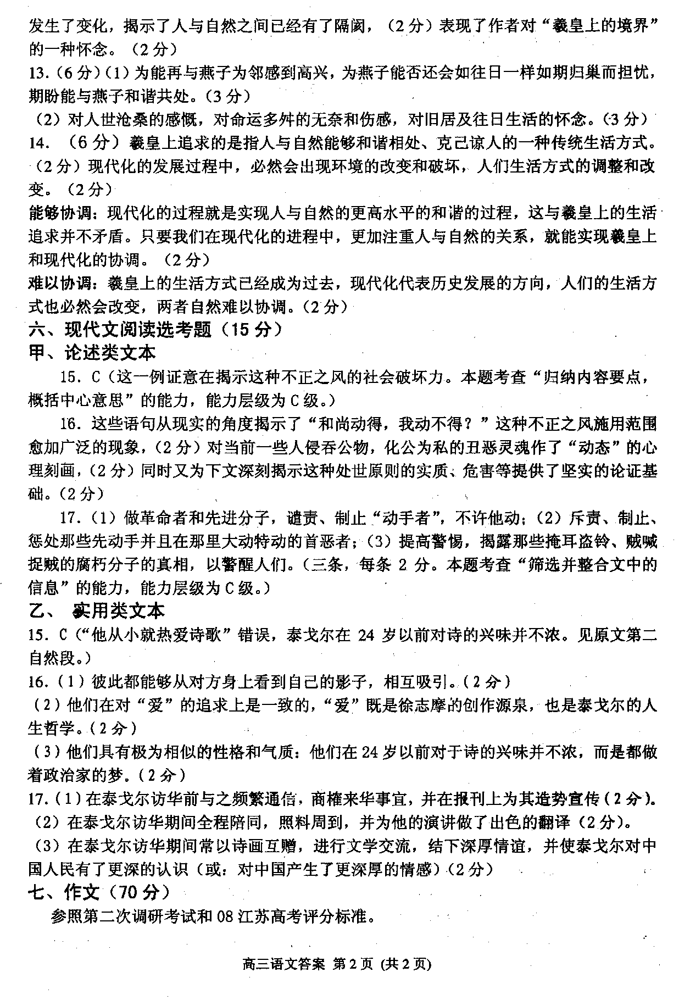 发生了变化，揭示了人与自然之间已经有了隔阂，（2分）表现了作者对“羲皇上的境界”
的一种怀念。（2分）
13.（6分）（1）为能再与燕子为邻感到高兴，为燕子能否还会如往日一样如期归巢而担忧，
期盼能与燕子和谐共处。（3分）
（2）对人世沧桑的感慨，对命运多舛的无奈和伤感，对旧居及往日生活的怀念。（3分）
14. （6分）羲皇上追求的是指人与自然能够和谐相处、克己谅人的一种传统生活方式。
（2分）现代化的发展过程中，必然会出现环境的改变和破坏，人们生活方式的调整和改
变。（2分）
能够协调：现代化的过程就是实现人与自然的更高水平的和谐的过程，这与羲皇上的生活
追求并不矛盾。只要我们在现代化的进程中，更加注重人与自然的关系，就能实现羲皇上
和现代化的协调。（2分）
难以协调：羲皇上的生活方式已经成为过去，现代化代表历史发展的方向，人们的生活方
式也必然会改变，两者自然难以协调。（2分）
六、现代文阅读选考题（15分）
甲、论述类文本
15. C（这一例证意在揭示这种不正之风的社会破坏力。本题考查“归纳内容要点，
概括中心意思”的能力，能力层级为C级。）
16. 这些语句从现实的角度揭示了“和尚动得，我动不得？”这种不正之风施用范围
愈加广泛的现象，（2分）对当前一些人侵吞公物，化公为私的丑恶灵魂作了“动态”的心
理刻画，（2分）同时又为下文深刻揭示这种处世原则的实质、危害等提供了坚实的论证基
础。（2分）
17.（1）做革命者和先进分子，谴责、制止“动手者”，不许他动；（2）斥责、制止、
惩处那些先动手并且在那里大动特动的首恶者；（3）提高警惕，揭露那些掩耳盗铃、贼喊
捉贼的腐朽分子的真相，以警醒人们。（三条，每条 2 分。本题考查“筛选并整合文中的
信息”的能力，能力层级为C级。）
乙、 实用类文本
15. C（“他从小就热爱诗歌”错误，泰戈尔在 24 岁以前对诗的兴味并不浓。见原文第二
自然段。）
16.（1）彼此都能够从对方身上看到自己的影子，相互吸引。（2分）
（2）他们在对“爱”的追求上是一致的，“爱”既是徐志摩的创作源泉，也是泰戈尔的人
生哲学。（2分）
（3）他们具有极为相似的性格和气质：他们在24岁以前对于诗的兴味并不浓，而是都做
着政治家的梦。（2分）
17.（1）在泰戈尔访华前与之频繁通信，商榷来华事宜，并在报刊上为其造势宣传（2分）。
（2）在泰戈尔访华期间全程陪同，照料周到，并为他的演讲做了出色的翻译（2分）。
（3）在泰戈尔访华期间常以诗画互赠，进行文学交流，结下深厚情谊，并使泰戈尔对中
国人民有了更深的认识（或：对中国产生了更深厚的情感）（2分）
七、作文（70分）
参照第二次调研考试和08江苏高考评分标准。
高三语文答案 第2页 (共2页)